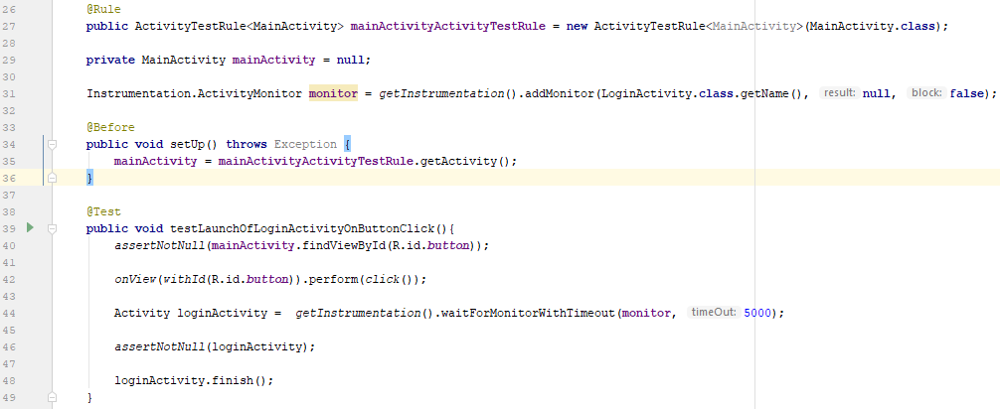 26 @Rule
27 public ActivityTestRule<MainActivity> mainActivityActivityTestRule = new ActivityTestRule<MainActivity>(MainActivity.class);
28
29 private MainActivity mainActivity = null;
30
31 Instrumentation.ActivityMonitor monitor = getInstrumentation().addMonitor(LoginActivity.class.getName(), result: null, block: false);
32
33 @Before
34 public void setUp() throws Exception {
35 mainActivity = mainActivityActivityTestRule.getActivity();
36 }
37
38 @Test
39 public void testLaunchOfLoginActivityOnButtonClick(){
40 assertNotNull(mainActivity.findViewById(R.id.button));
41
42 onView(withId(R.id.button)).perform(click());
43
44 Activity loginActivity = getInstrumentation().waitForMonitorWithTimeout(monitor, timeOut: 5000);
45
46 assertNotNull(loginActivity);
47
48 loginActivity.finish();
49 }